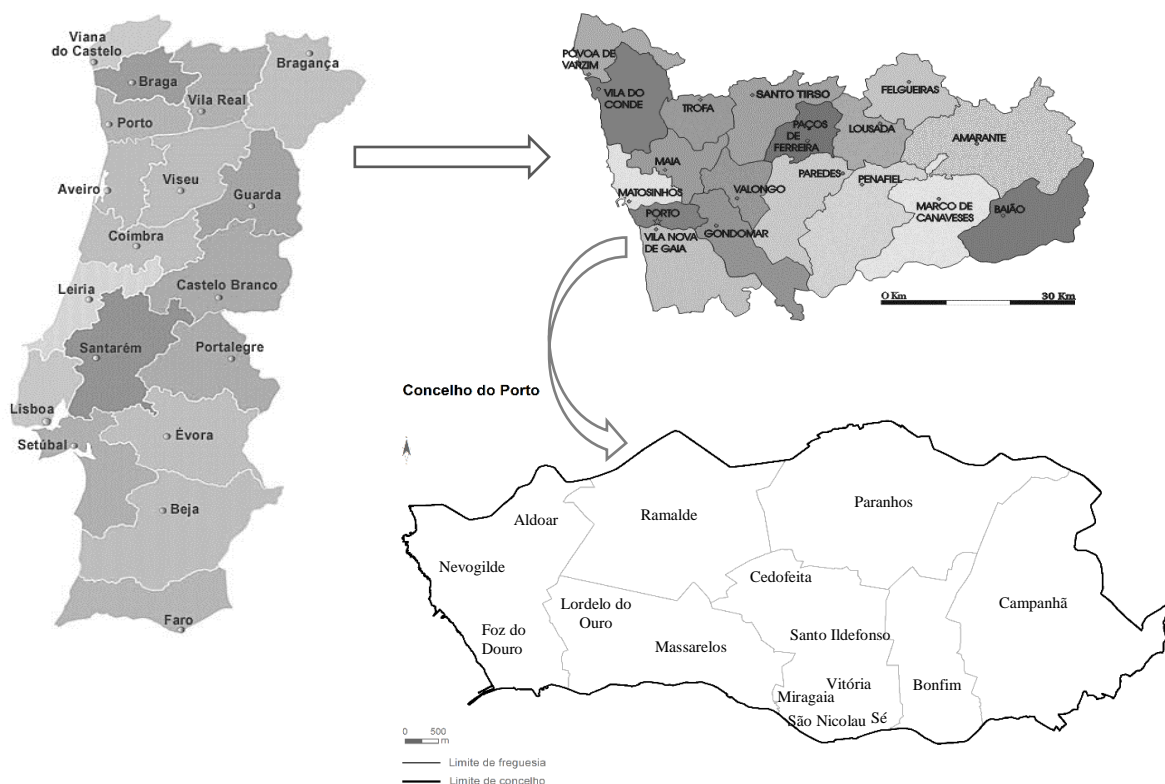 Viana
do Castelo
Braga
Bragança
Vila Real
Porto
Aveiro
Viseu
Guarda
Coimbra
Leiria
Castelo Branco
Santarém
Portalegre
Lisboa
Setúbal
Évora
Beja
Faro
PÓVOA DE
VARZIM
VILA DO
CONDE
TROFA
SANTO TIRSO
FELGUEIRAS
PAÇOS
DE
FERREIRA
LOUSADA
AMARANTE
MAIA
PAREDES
PENAFIEL
MATOSINHOS
VALONGO
MARCO DE
CANAVESES
BAIÃO
PORTO
VILA NOVA
DE GAIA
GONDOMAR
O Km
30 Km
Concelho do Porto
Aldoar
Ramalde
Paranhos
Nevogilde
Cedofeita
Lordelo do
Ouro
Campanhã
Foz do
Douro
Massarelos
Santo Ildefonso
Vitória
Miragaia
Bonfim
São Nicolau
Sé
0 500
m
Limite de freguesia
Limite de concelho